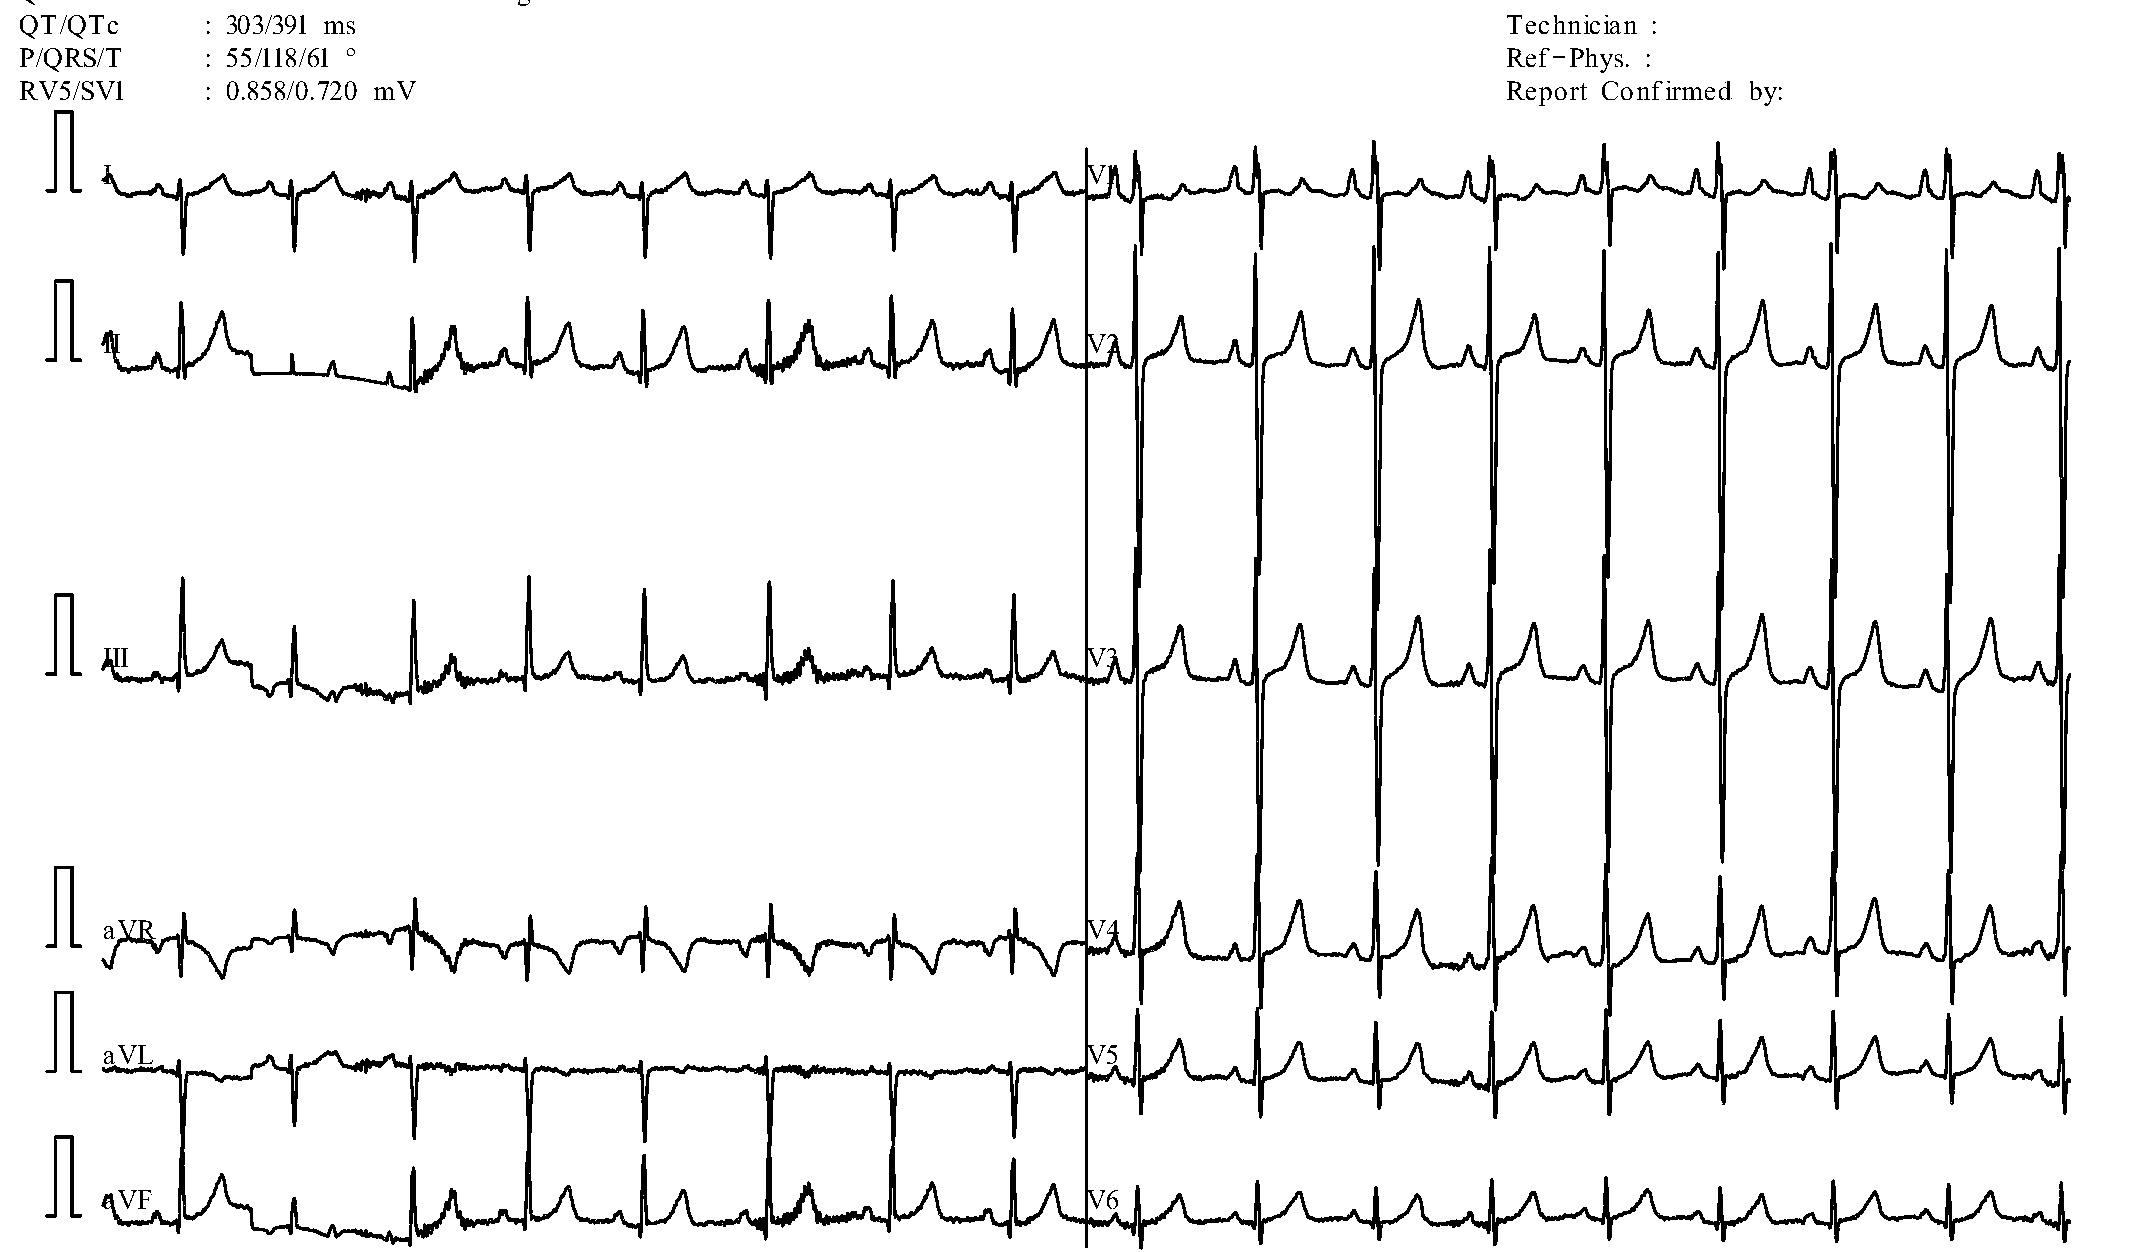 QT/QTc : 303/391 ms
P/QRS/T : 55/118/61 °
RV5/SV1 : 0.858/0.720 mV
Technician :
Ref-Phys. :
Report Confirmed by:
I
V1
II
V2
III
V3
aVR
V4
aVL
V5
aVF
V6